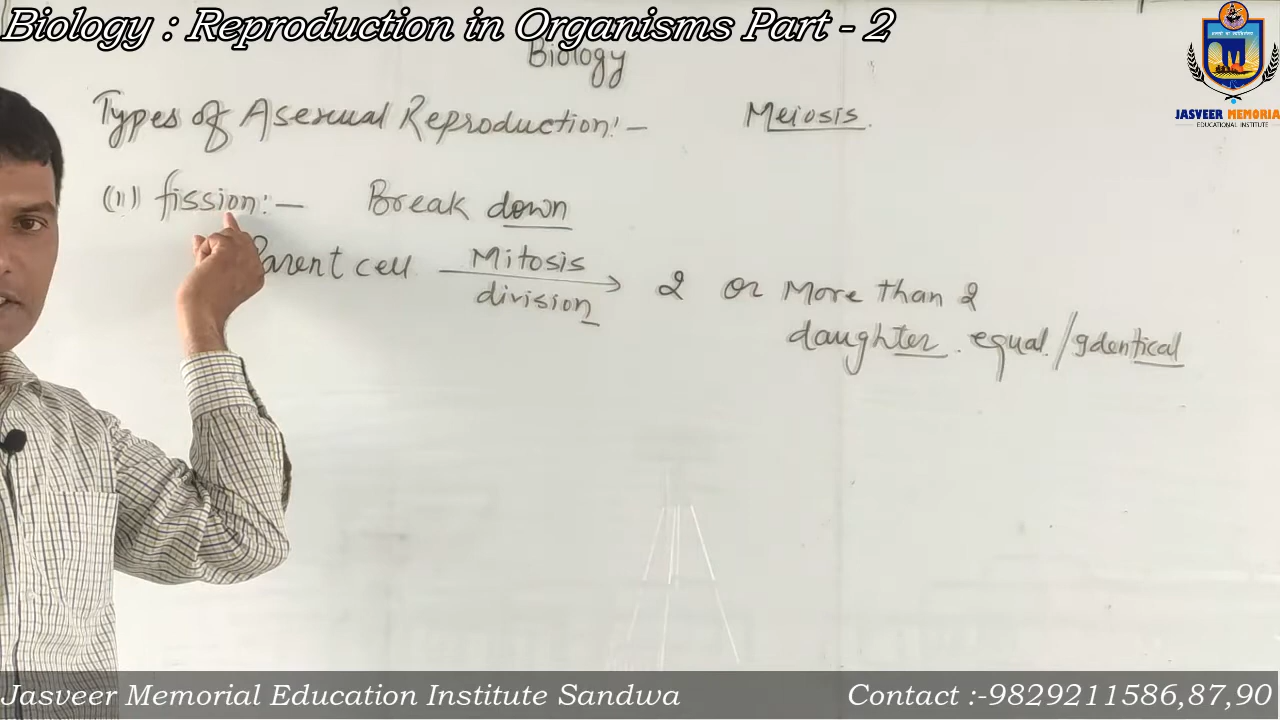 Biology : Reproduction in Organisms Part - 2
Biology
Types of Asexual Reproduction:-
Meiosis.
(ii) fission:- Break down
Parent cell Mitosis division → 2 or More than 2
daughter. equal/identical
JASVEER MEMORIA
EDUCATIONAL INSTITUTE
Jasveer Memorial Education Institute Sandwa
Contact :-9829211586,87,90